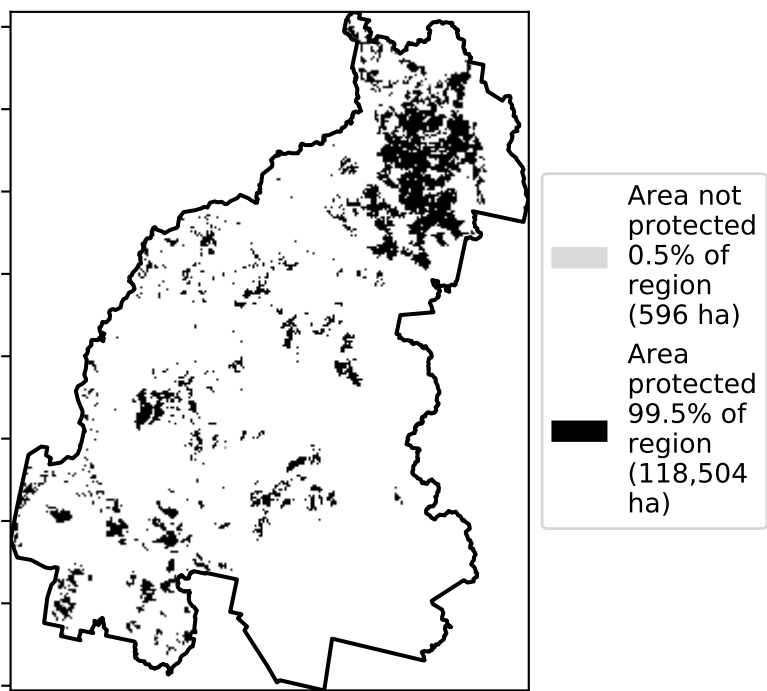 Area not
protected
0.5% of
region
(596 ha)
Area
protected
99.5% of
region
(118,504
ha)